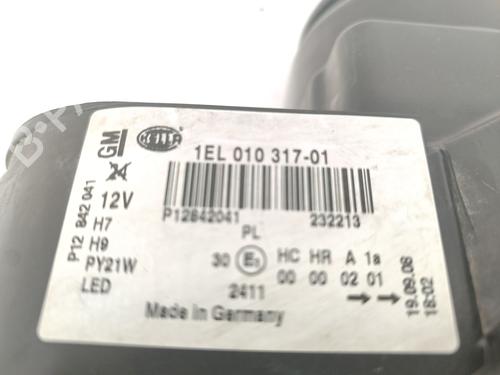 GM
HELLA
1EL 010 317-01
P12842041
232213
P12 842 041
12V
H7
H9
PY21W
LED
PL
30
E1
HC HR A 1a
00 00 02 01
2411
Made in Germany
19.09.08
18:02
B-PA